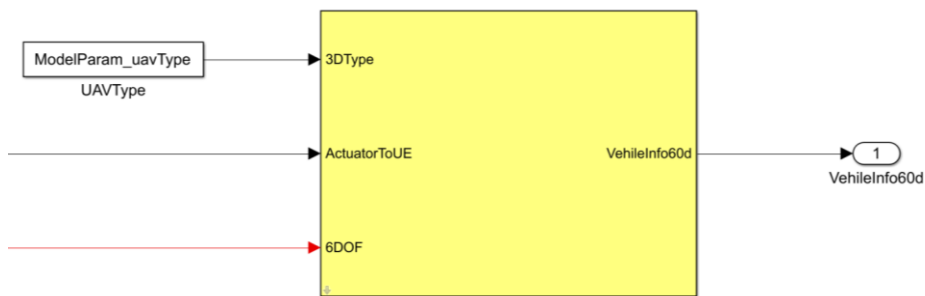 ModelParam_uavType
UAVType
3DType
ActuatorToUE
VehileInfo60d
6DOF
1
VehileInfo60d